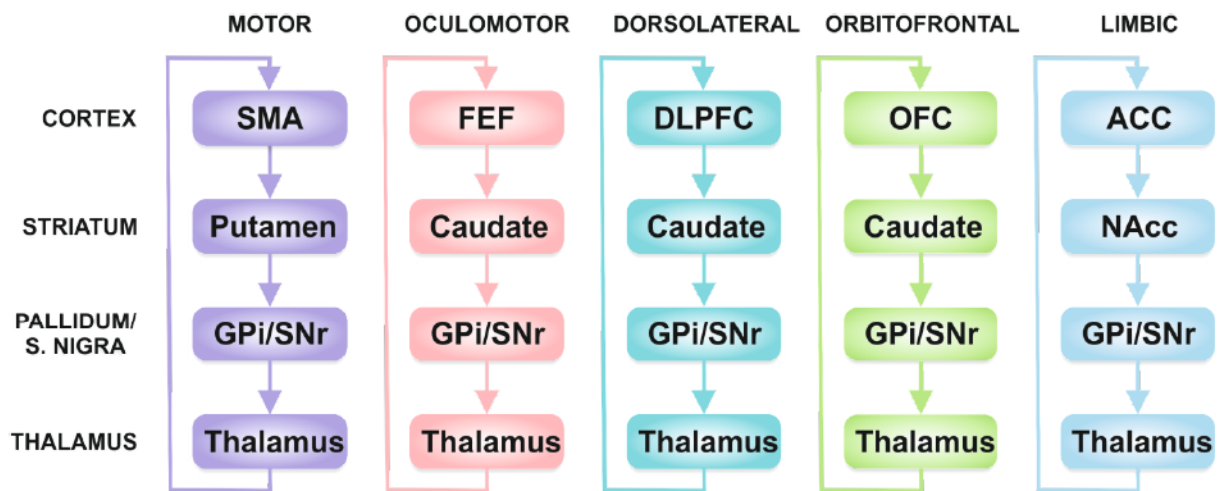 MOTOR OCULOMOTOR DORSOLATERAL ORBITOFRONTAL LIMBIC
CORTEX SMA FEF DLPFC OFC ACC
STRIATUM Putamen Caudate Caudate Caudate NAcc
PALLIDUM/
S. NIGRA GPi/SNr GPi/SNr GPi/SNr GPi/SNr GPi/SNr
THALAMUS Thalamus Thalamus Thalamus Thalamus Thalamus